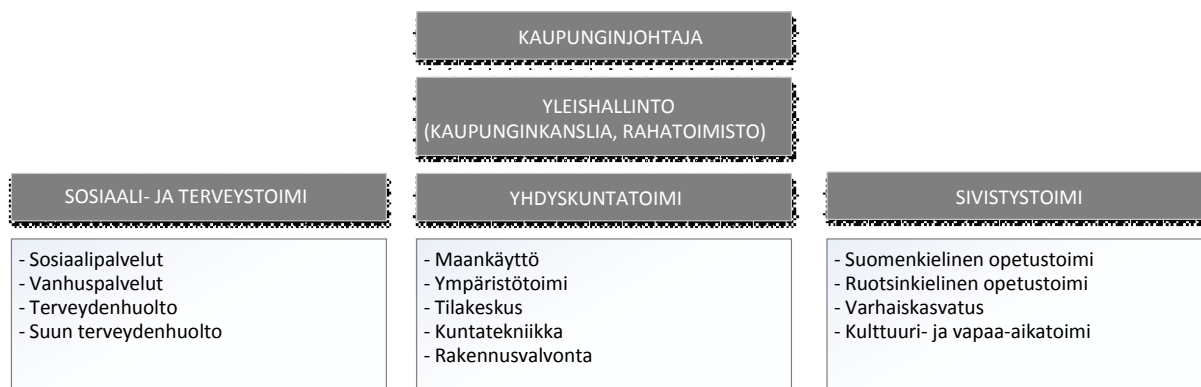 KAUPUNGINJOHTAJA
YLEISHALLINTO
(KAUPUNGINKANSLIA, RAHATOIMISTO)
SOSIAALI- JA TERVEYSTOIMI
- Sosiaalipalvelut
- Vanhuspalvelut
- Terveydenhuolto
- Suun terveydenhuolto
YHDYSKUNTATOIMI
- Maankäyttö
- Ympäristötoimi
- Tilakeskus
- Kuntatekniikka
- Rakennusvalvonta
SIVISTYSTOIMI
- Suomenkielinen opetustoimi
- Ruotsinkielinen opetustoimi
- Varhaiskasvatus
- Kulttuuri- ja vapaa-aikatoimi